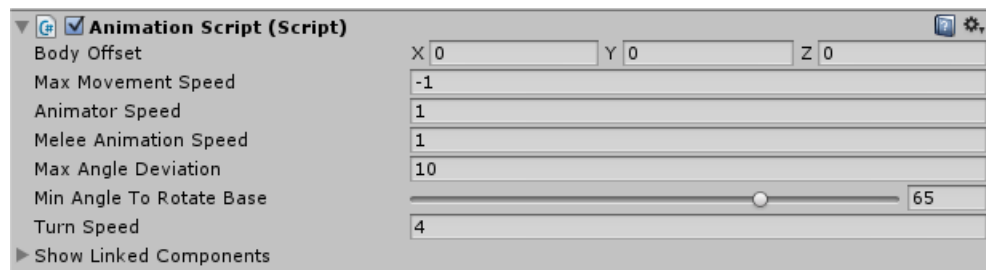 Animation Script (Script)
Body Offset X 0 Y 0 Z 0
Max Movement Speed -1
Animator Speed 1
Melee Animation Speed 1
Max Angle Deviation 10
Min Angle To Rotate Base 65
Turn Speed 4
Show Linked Components